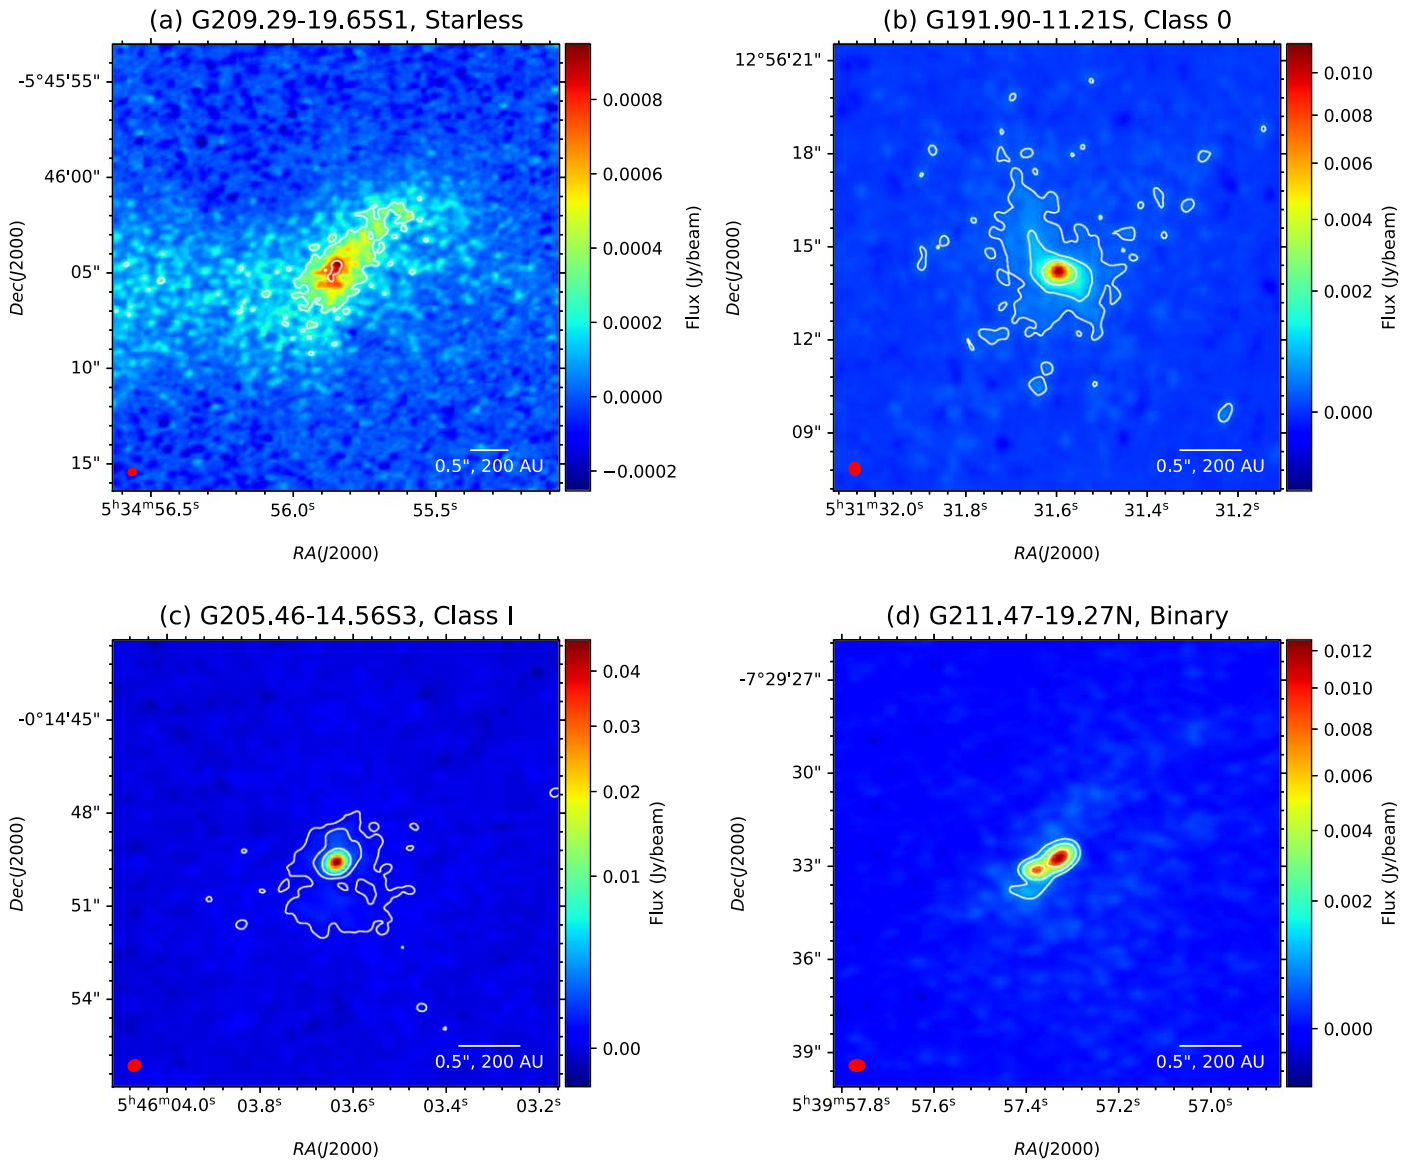 (a) G209.29-19.65S1, Starless
-5°45'55"
46'00"
05"
10"
15"
Dec(J2000)
0.5", 200 AU
5ʰ34ᵐ56.5ˢ
56.0ˢ
55.5ˢ
RA(J2000)
0.0008
0.0006
0.0004
0.0002
0.0000
−0.0002
Flux (Jy/beam)
(b) G191.90-11.21S, Class 0
12°56'21"
18"
15"
12"
09"
Dec(J2000)
0.5", 200 AU
5ʰ31ᵐ32.0ˢ
31.8ˢ
31.6ˢ
31.4ˢ
31.2ˢ
RA(J2000)
0.010
0.008
0.006
0.004
0.002
0.000
Flux (Jy/beam)
(c) G205.46-14.56S3, Class I
-0°14'45"
48"
51"
54"
Dec(J2000)
0.5", 200 AU
5ʰ46ᵐ04.0ˢ
03.8ˢ
03.6ˢ
03.4ˢ
03.2ˢ
RA(J2000)
0.04
0.03
0.02
0.01
0.00
Flux (Jy/beam)
(d) G211.47-19.27N, Binary
-7°29'27"
30"
33"
36"
39"
Dec(J2000)
0.5", 200 AU
5ʰ39ᵐ57.8ˢ
57.6ˢ
57.4ˢ
57.2ˢ
57.0ˢ
RA(J2000)
0.012
0.010
0.008
0.006
0.004
0.002
0.000
Flux (Jy/beam)